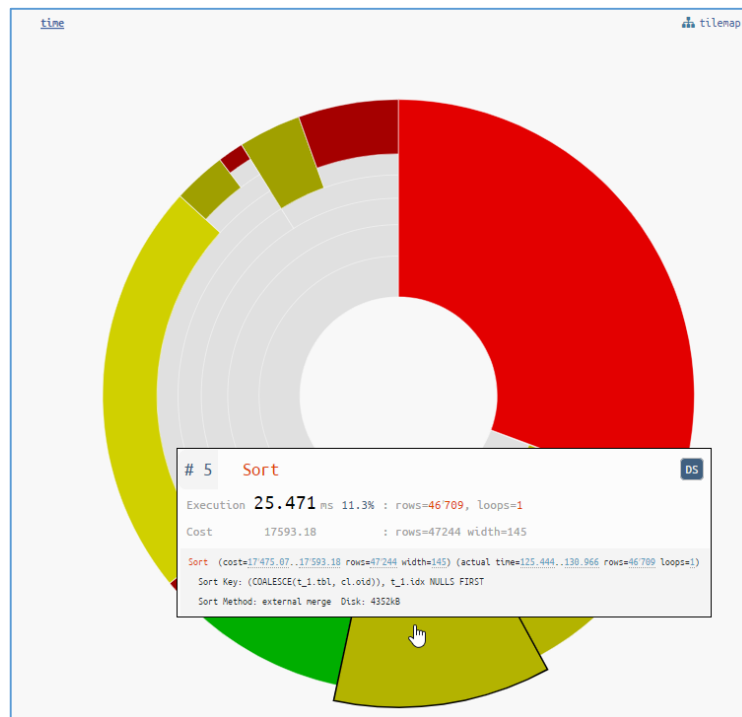 time
tilemap
# 5 Sort DS
Execution 25.471 ms 11.3% : rows=46'709, loops=1
Cost 17593.18 : rows=47244 width=145
Sort (cost=17'475.07..17'593.18 rows=47'244 width=145) (actual time=125.444..130.966 rows=46'709 loops=1)
Sort Key: (COALESCE(t_1.tbl, cl.oid)), t_1.idx NULLS FIRST
Sort Method: external merge Disk: 4352kB